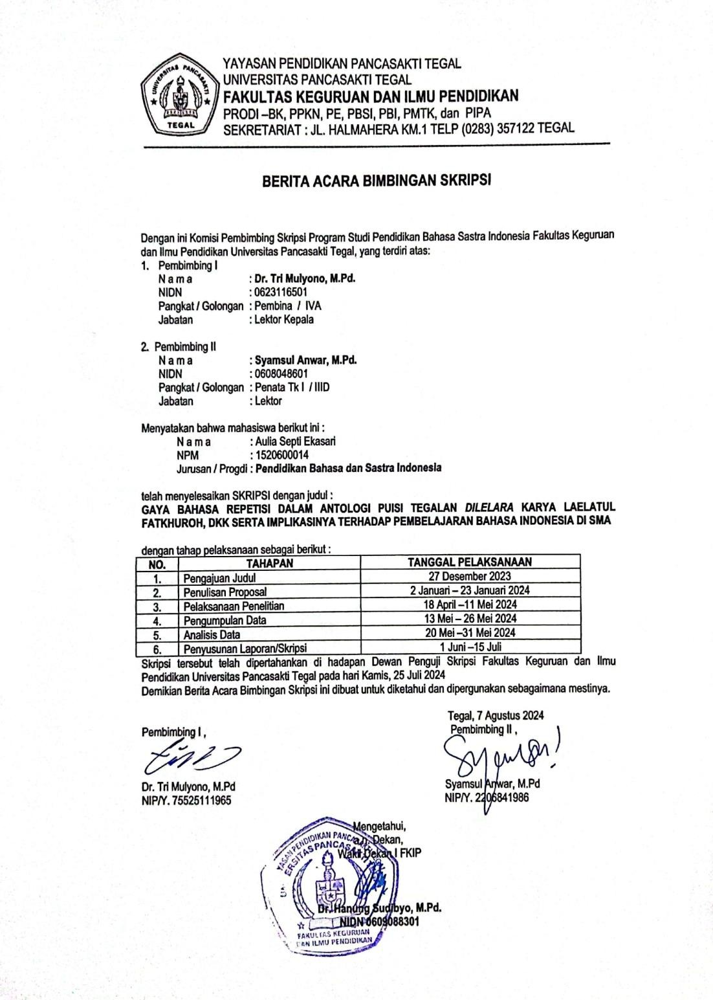 UNIVERSITAS PANCASAKTI
TEGAL
YAYASAN PENDIDIKAN PANCASAKTI TEGAL
UNIVERSITAS PANCASAKTI TEGAL
FAKULTAS KEGURUAN DAN ILMU PENDIDIKAN
PRODI –BK, PPKN, PE, PBSI, PBI, PMTK, dan PIPA
SEKRETARIAT : JL. HALMAHERA KM.1 TELP (0283) 357122 TEGAL
BERITA ACARA BIMBINGAN SKRIPSI
Dengan ini Komisi Pembimbing Skripsi Program Studi Pendidikan Bahasa Sastra Indonesia Fakultas Keguruan
dan Ilmu Pendidikan Universitas Pancasakti Tegal, yang terdiri atas:
1. Pembimbing I
N a m a : Dr. Tri Mulyono, M.Pd.
NIDN : 0623116501
Pangkat / Golongan : Pembina / IVA
Jabatan : Lektor Kepala
2. Pembimbing II
N a m a : Syamsul Anwar, M.Pd.
NIDN : 0608048601
Pangkat / Golongan : Penata Tk I / IIID
Jabatan : Lektor
Menyatakan bahwa mahasiswa berikut ini :
N a m a : Aulia Septi Ekasari
NPM : 1520600014
Jurusan / Progdi : Pendidikan Bahasa dan Sastra Indonesia
telah menyelesaikan SKRIPSI dengan judul :
GAYA BAHASA REPETISI DALAM ANTOLOGI PUISI TEGALAN DILELARA KARYA LAELATUL
FATKHUROH, DKK SERTA IMPLIKASINYA TERHADAP PEMBELAJARAN BAHASA INDONESIA DI SMA
dengan tahap pelaksanaan sebagai berikut :
NO. TAHAPAN TANGGAL PELAKSANAAN
1. Pengajuan Judul 27 Desember 2023
2. Penulisan Proposal 2 Januari – 23 Januari 2024
3. Pelaksanaan Penelitian 18 April –11 Mei 2024
4. Pengumpulan Data 13 Mei – 26 Mei 2024
5. Analisis Data 20 Mei –31 Mei 2024
6. Penyusunan Laporan/Skripsi 1 Juni –15 Juli
Skripsi tersebut telah dipertahankan di hadapan Dewan Penguji Skripsi Fakultas Keguruan dan Ilmu
Pendidikan Universitas Pancasakti Tegal pada hari Kamis, 25 Juli 2024
Demikian Berita Acara Bimbingan Skripsi ini dibuat untuk diketahui dan dipergunakan sebagaimana mestinya.
Tegal, 7 Agustus 2024
Pembimbing I ,
Pembimbing II ,
Syamsul Anwar, M.Pd
NIP/Y. 2206841986
Dr. Tri Mulyono, M.Pd
NIP/Y. 75525111965
Mengetahui,
a.n. Dekan,
Wakil Dekan I FKIP
Dr. Hanung Sudibyo, M.Pd.
NIDN 0609088301
FAKULTAS KEGURUAN
DAN ILMU PENDIDIKAN